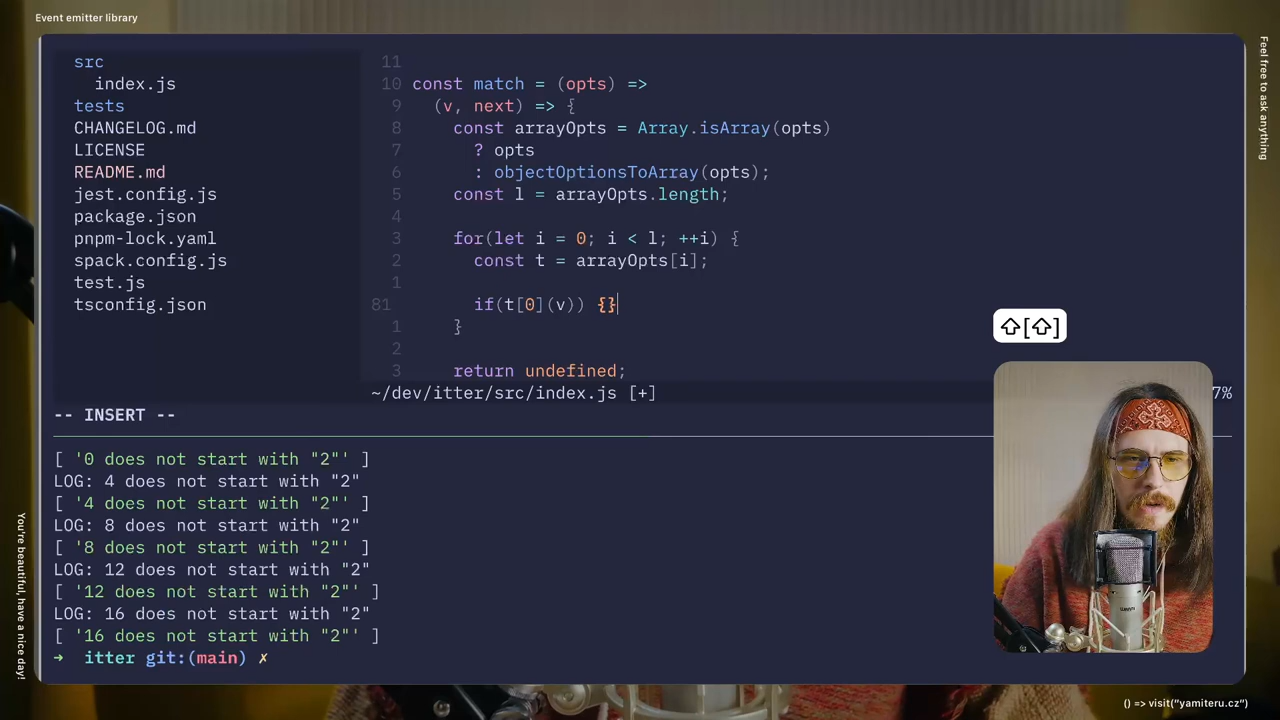 Event emitter library
src
index.js
tests
CHANGELOG.md
LICENSE
README.md
jest.config.js
package.json
pnpm-lock.yaml
spack.config.js
test.js
tsconfig.json
11
10 const match = (opts) =>
9 (v, next) => {
8 const arrayOpts = Array.isArray(opts)
7 ? opts
6 : objectOptionsToArray(opts);
5 const l = arrayOpts.length;
4
3 for(let i = 0; i < l; ++i) {
2 const t = arrayOpts[i];
1
81 if(t[0](v)) {}
1 }
2
3 return undefined;
~/dev/itter/src/index.js [+]
7%
-- INSERT --
[ '0 does not start with "2"' ]
LOG: 4 does not start with "2"
[ '4 does not start with "2"' ]
LOG: 8 does not start with "2"
[ '8 does not start with "2"' ]
LOG: 12 does not start with "2"
[ '12 does not start with "2"' ]
LOG: 16 does not start with "2"
[ '16 does not start with "2"' ]
➜ itter git:(main) ✗
⇧[⇧]
Feel free to ask anything
You're beautiful, have a nice day!
() => visit("yamiteru.cz")